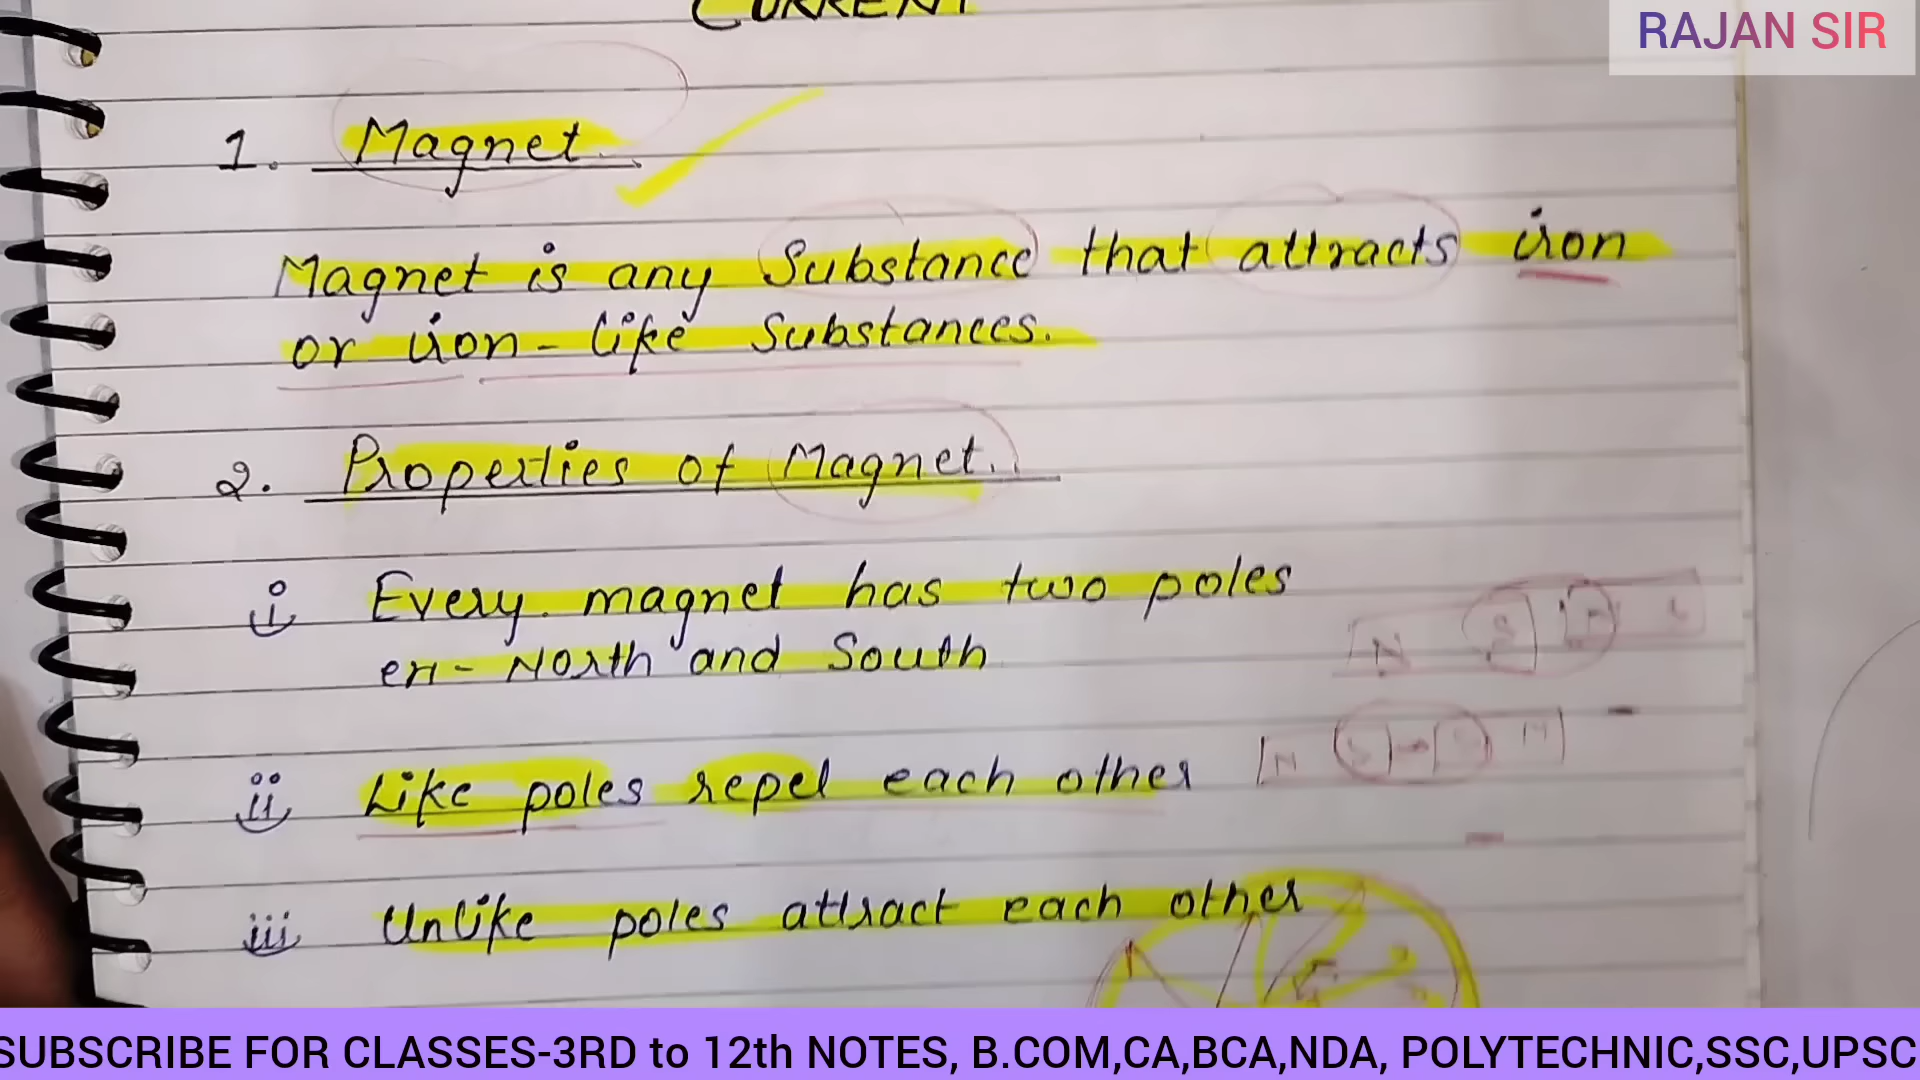 CURRENT
RAJAN SIR
1. Magnet
Magnet is any Substance that attracts iron
or iron-like Substances.
2. Properties of Magnet.
i Every magnet has two poles
en- North and South
N S N
ii Like poles repel each other
N S S N
iii Unlike poles attract each other
SUBSCRIBE FOR CLASSES-3RD to 12th NOTES, B.COM,CA,BCA,NDA, POLYTECHNIC,SSC,UPSC